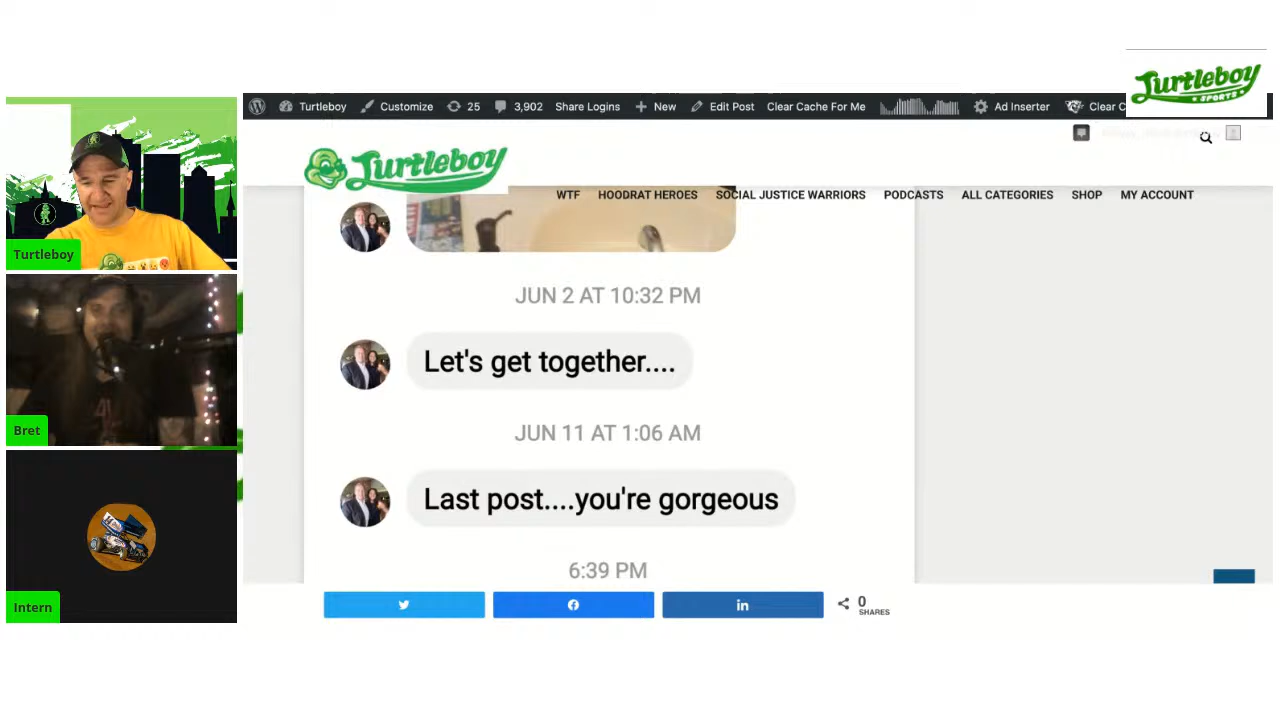 Turtleboy
SPORTS
Turtleboy Customize 25 3,902 Share Logins New Edit Post Clear Cache For Me Ad Inserter Clear C
Turtleboy
WTF HOODRAT HEROES SOCIAL JUSTICE WARRIORS PODCASTS ALL CATEGORIES SHOP MY ACCOUNT
Turtleboy
JUN 2 AT 10:32 PM
Let's get together....
Bret
JUN 11 AT 1:06 AM
Last post....you're gorgeous
6:39 PM
Intern
0
SHARES